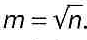 m = √n.